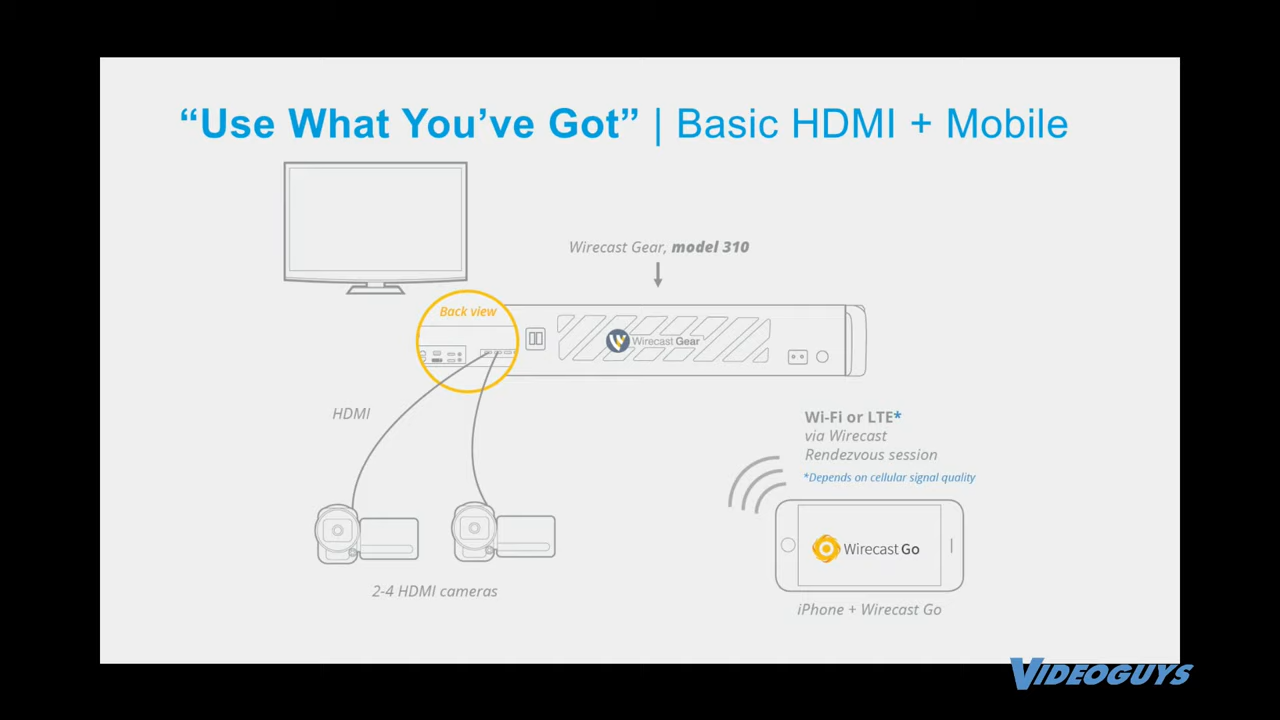 “Use What You’ve Got” | Basic HDMI + Mobile
Wirecast Gear, model 310
Back view
Wirecast Gear
HDMI
Wi-Fi or LTE*
via Wirecast
Rendezvous session
*Depends on cellular signal quality
Wirecast Go
2-4 HDMI cameras
iPhone + Wirecast Go
VIDEOGUYS